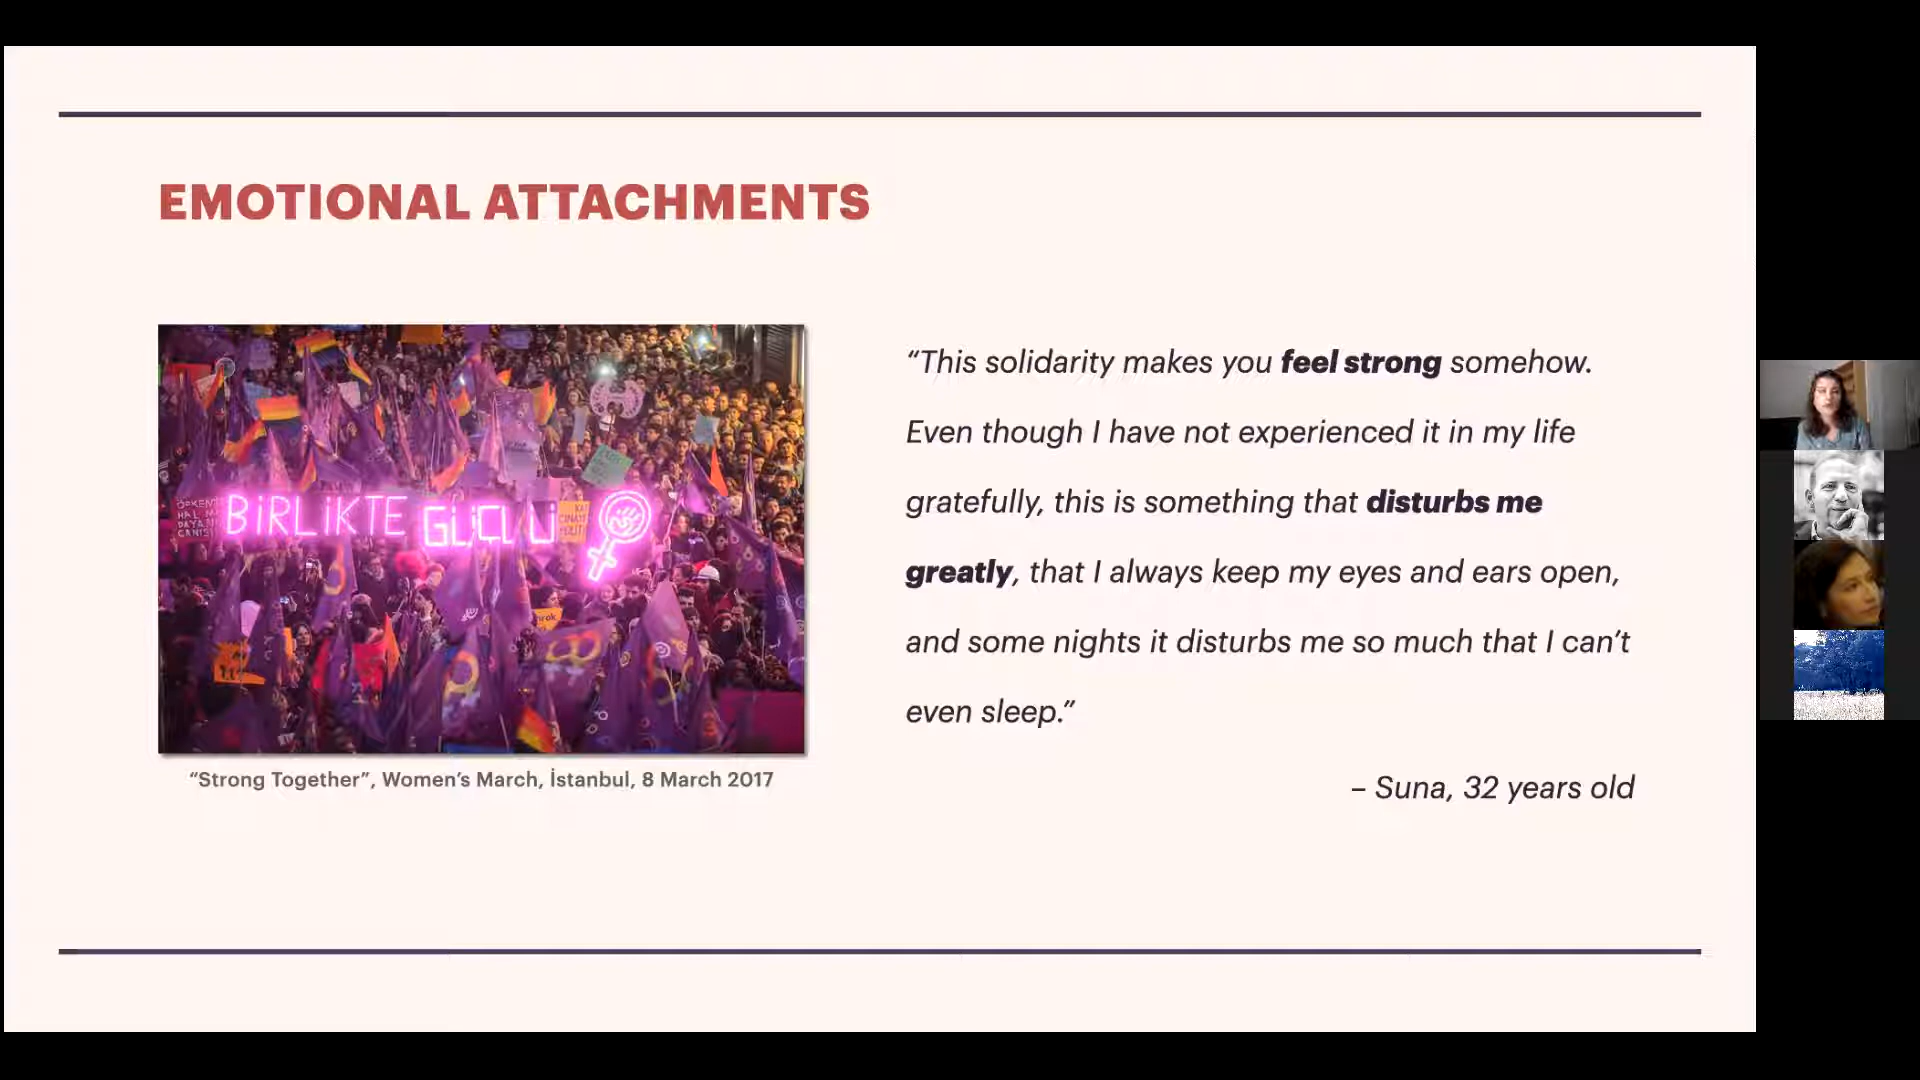 EMOTIONAL ATTACHMENTS
BİRLİKTE GÜÇLÜ
“Strong Together”, Women’s March, İstanbul, 8 March 2017
“This solidarity makes you feel strong somehow.
Even though I have not experienced it in my life
gratefully, this is something that disturbs me
greatly, that I always keep my eyes and ears open,
and some nights it disturbs me so much that I can’t
even sleep.”
– Suna, 32 years old